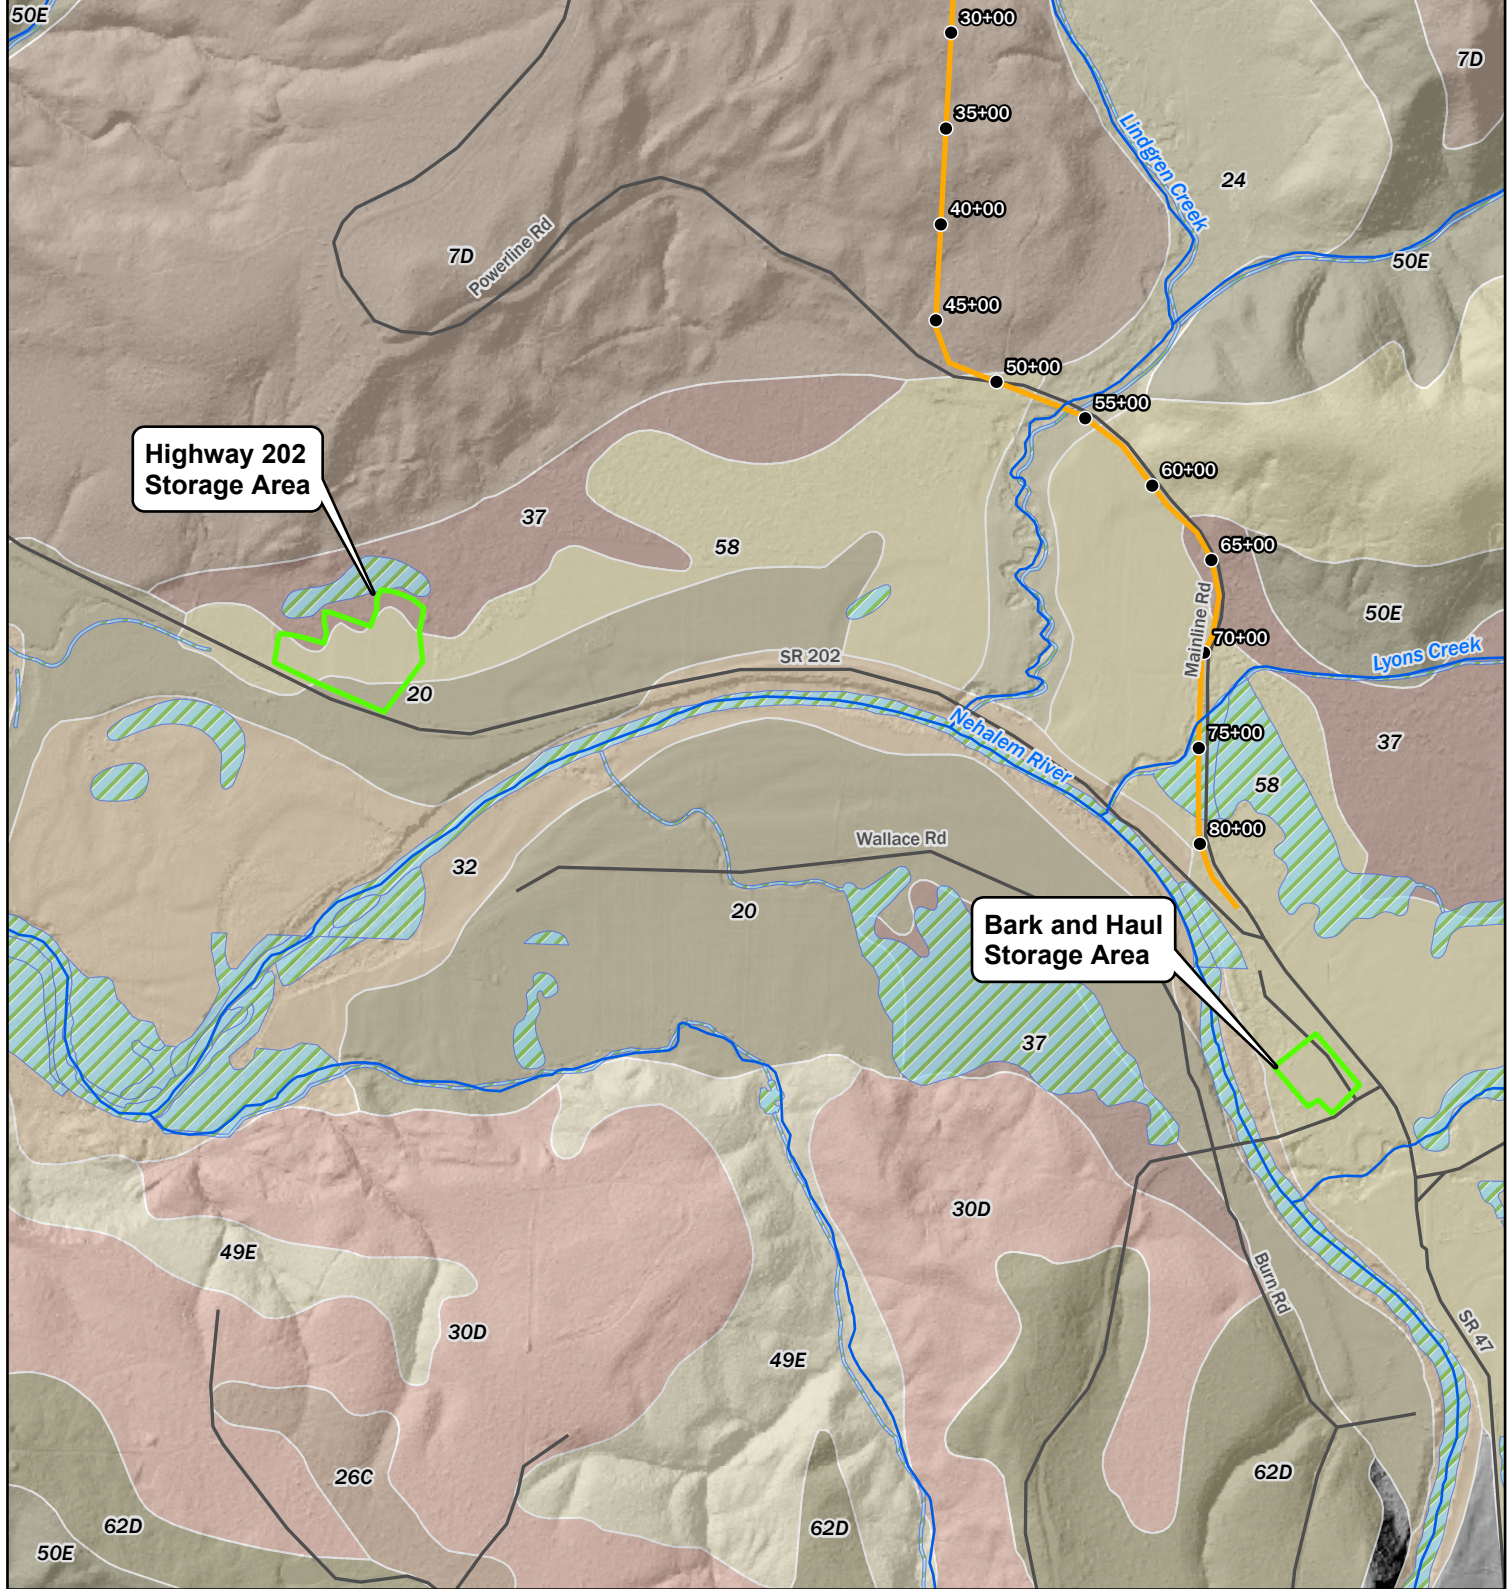 50E
30+00
7D
35+00
Lindgren Creek
24
40+00
7D
Powerline Rd
50E
45+00
50+00
55+00
Highway 202
Storage Area
60+00
37
58
65+00
50E
Mainline Rd
70+00
Lyons Creek
SR 202
20
Nehalem River
75+00
37
58
80+00
Wallace Rd
32
20
Bark and Haul
Storage Area
37
30D
49E
Burn Rd
30D
SR 47
49E
26C
62D
62D
62D
50E